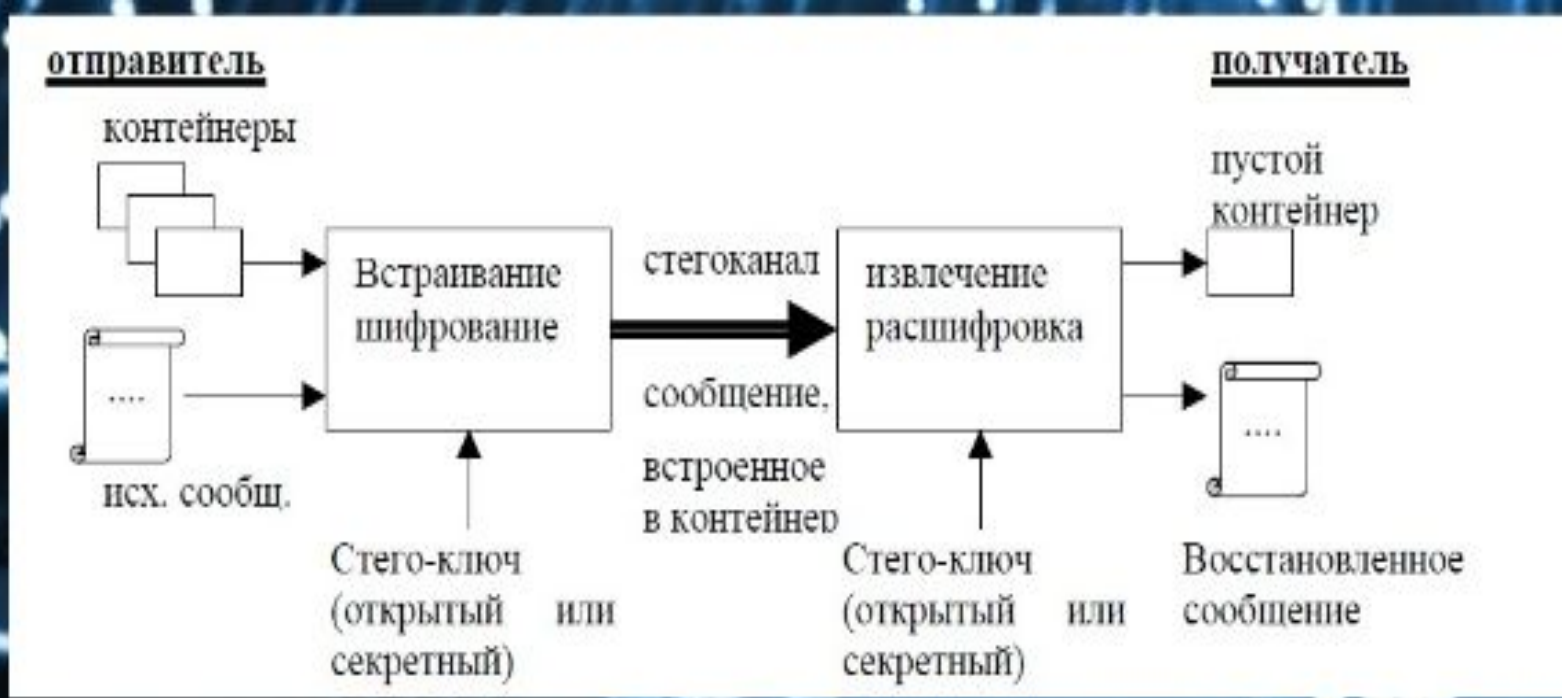 отправитель
контейнеры
....
исх. сообщ.
Встраивание
шифрование
Стего-ключ
(открытый или
секретный)
стегоканал
сообщение,
встроенное
в контейнер
извлечение
расшифровка
Стего-ключ
(открытый или
секретный)
получатель
пустой
контейнер
....
Восстановленное
сообщение